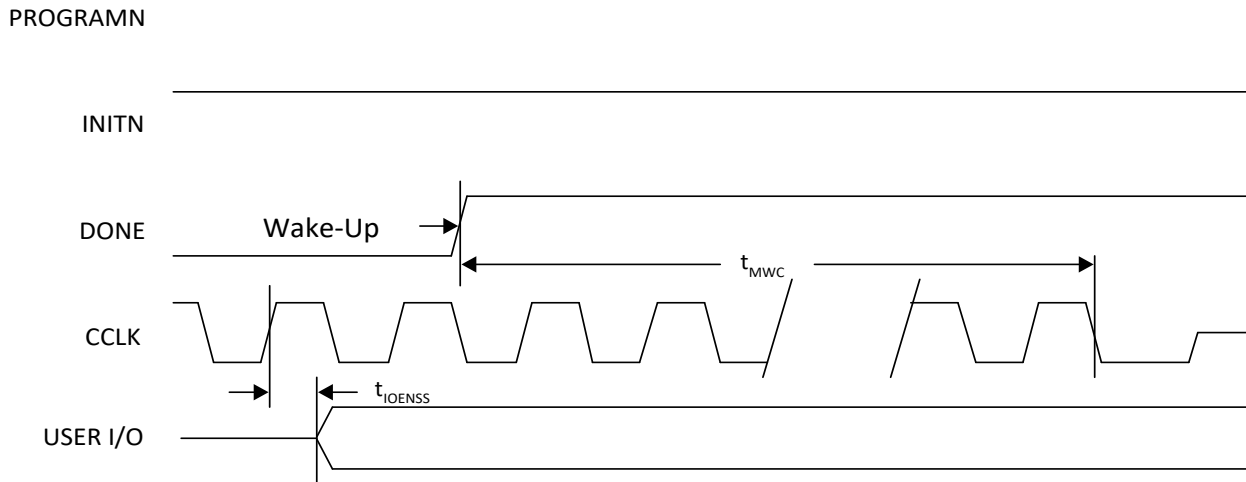 PROGRAMN
INITN
DONE
Wake-Up
tMWC
CCLK
tIOENSS
USER I/O